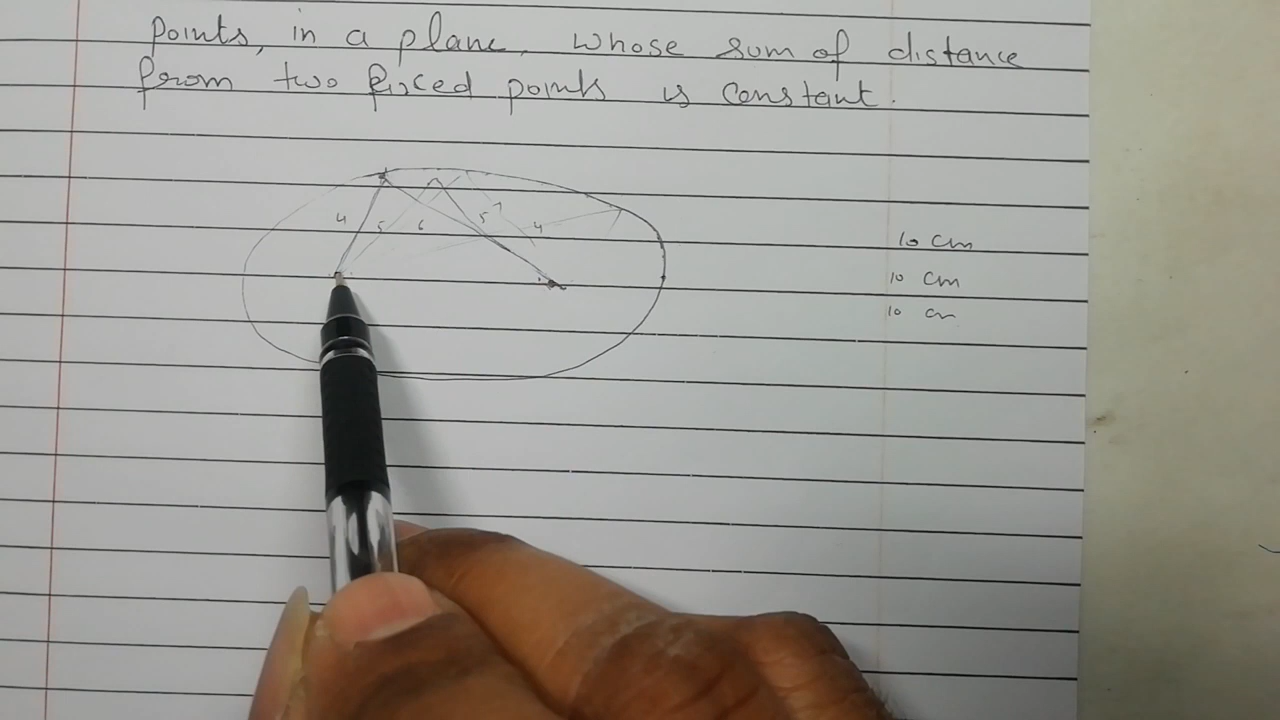 points, in a plane, whose sum of distance
from two fixed points is constant.
4 5 6 5 7 4
10 cm
10 cm
10 cm